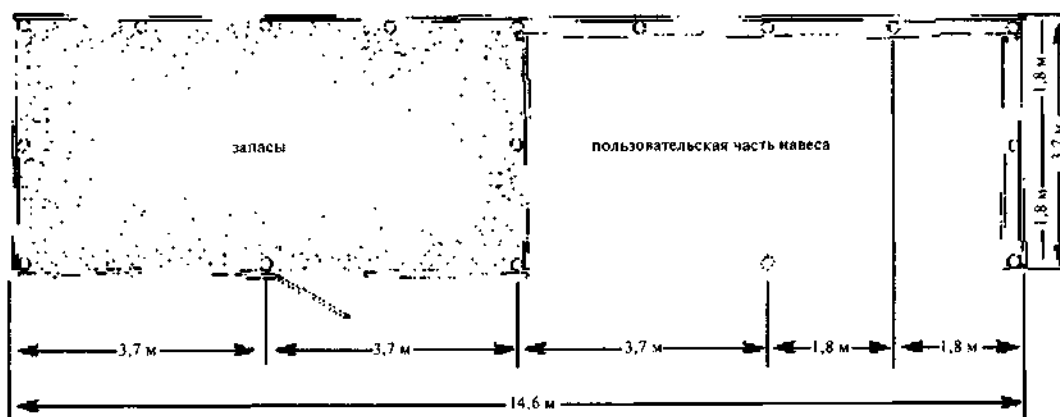 запасы
пользовательская часть навеса
1,8 м
3,7 м
1,8 м
3,7 м
3,7 м
3,7 м
1,8 м
1,8 м
14,6 м